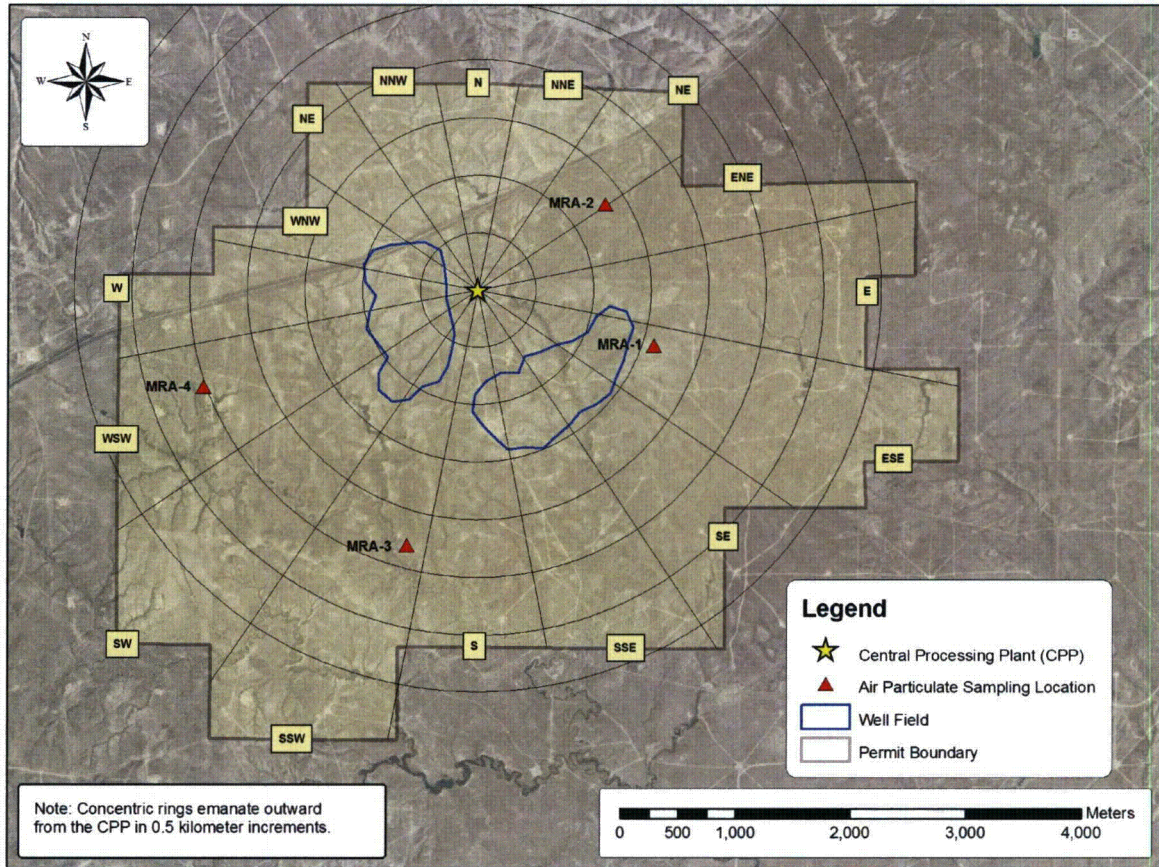 N
W
E
S
NNW
N
NNE
NE
NE
ENE
WNW
MRA-2
W
E
MRA-1
MRA-4
WSW
ESE
MRA-3
SE
SW
S
SSE
SSW
Legend
Central Processing Plant (CPP)
Air Particulate Sampling Location
Well Field
Permit Boundary
Note: Concentric rings emanate outward
from the CPP in 0.5 kilometer increments.
Meters
0 500 1,000 2,000 3,000 4,000